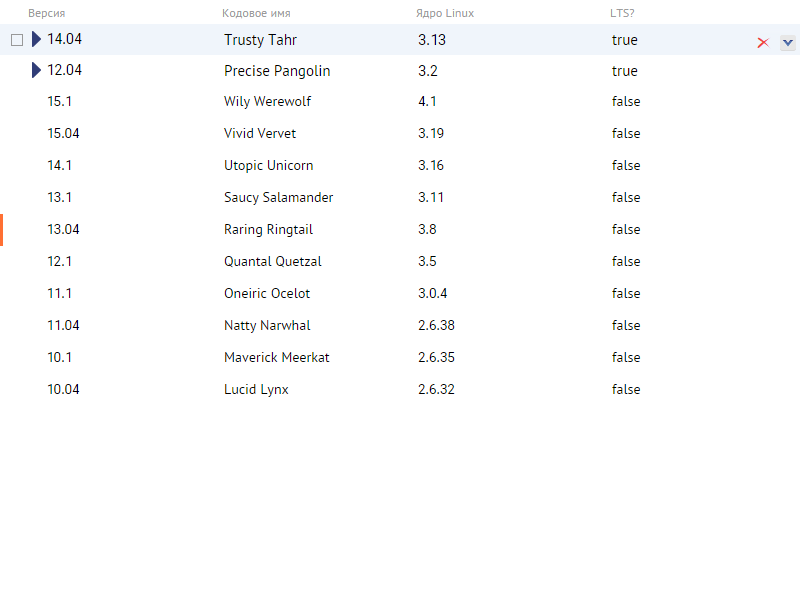 Версия Кодовое имя Ядро Linux LTS?
14.04 Trusty Tahr 3.13 true
12.04 Precise Pangolin 3.2 true
15.1 Wily Werewolf 4.1 false
15.04 Vivid Vervet 3.19 false
14.1 Utopic Unicorn 3.16 false
13.1 Saucy Salamander 3.11 false
13.04 Raring Ringtail 3.8 false
12.1 Quantal Quetzal 3.5 false
11.1 Oneiric Ocelot 3.0.4 false
11.04 Natty Narwhal 2.6.38 false
10.1 Maverick Meerkat 2.6.35 false
10.04 Lucid Lynx 2.6.32 false